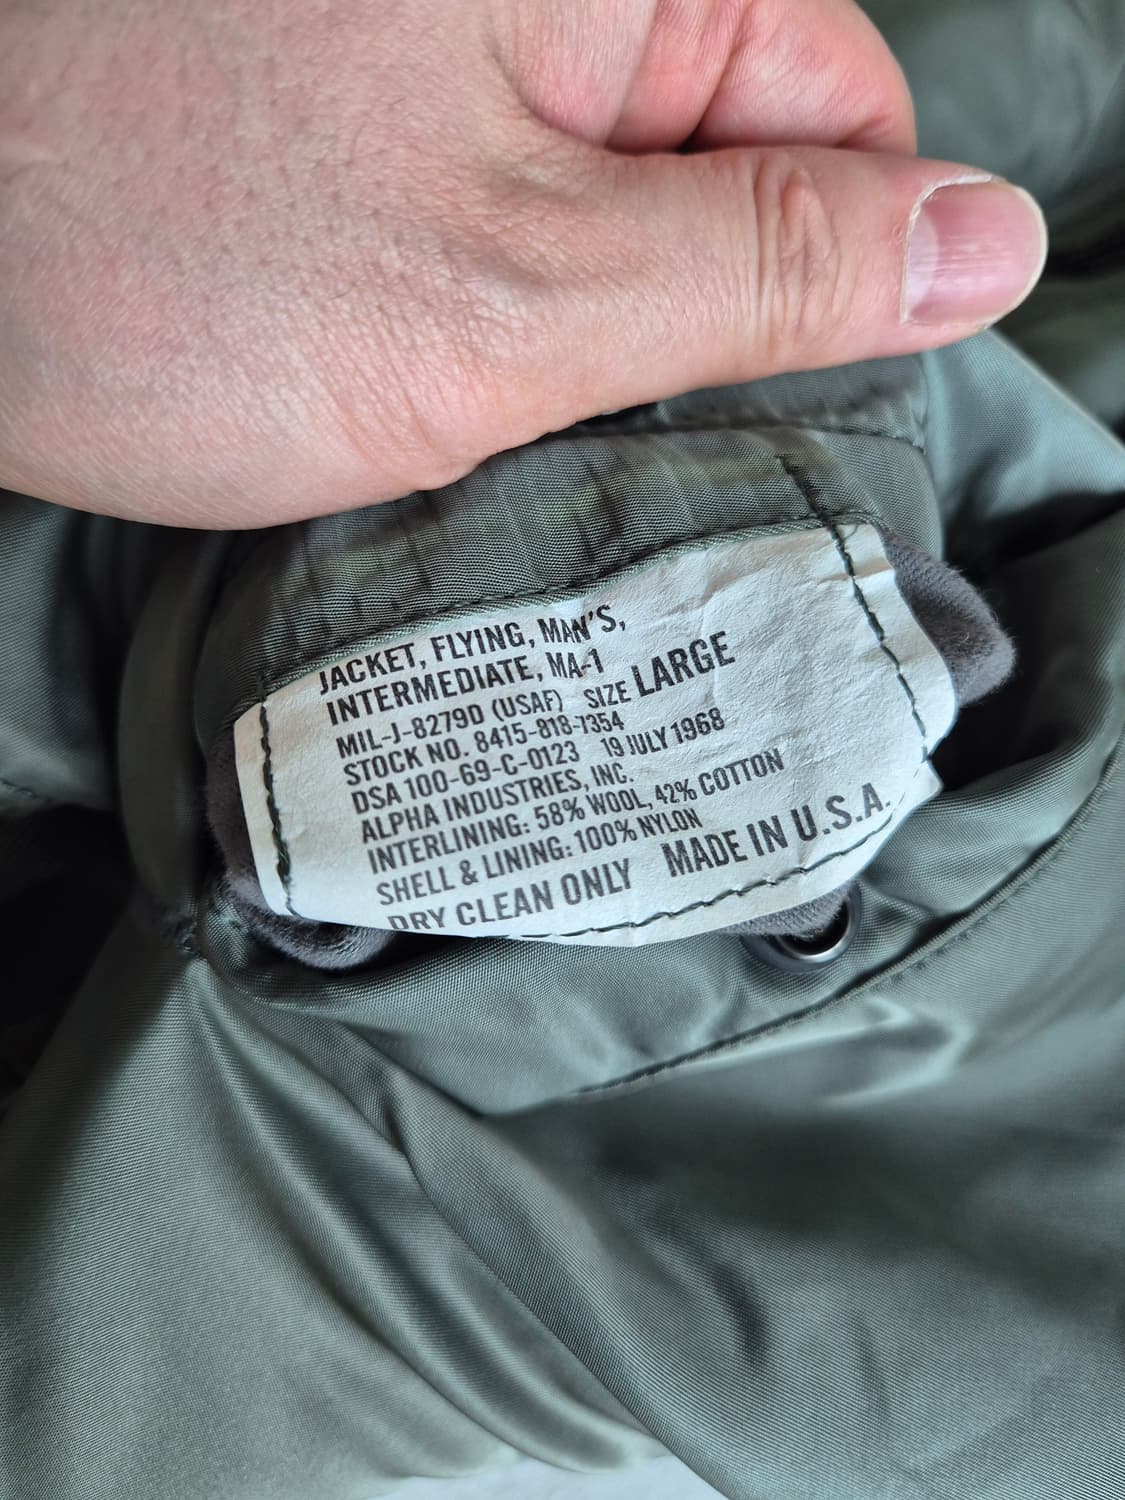 JACKET, FLYING, MAN'S,
INTERMEDIATE, MA-1
MIL-J-8279D (USAF) SIZE LARGE
STOCK NO. 8415-818-7354
DSA 100-69-C-0123 19 JULY 1968
ALPHA INDUSTRIES, INC.
INTERLINING: 58% WOOL, 42% COTTON
SHELL & LINING: 100% NYLON
DRY CLEAN ONLY MADE IN U.S.A.